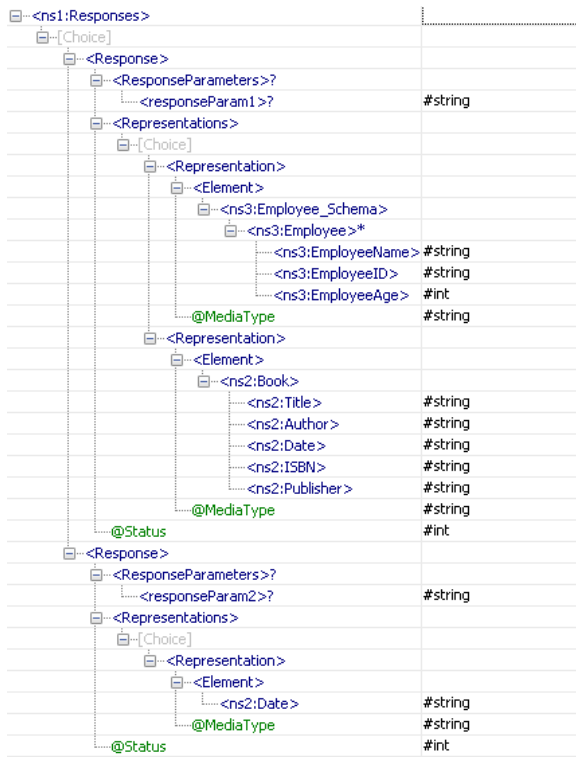 <ns1:Responses>
[Choice]
<Response>
<ResponseParameters>?
<responseParam1>? #string
<Representations>
[Choice]
<Representation>
<Element>
<ns3:Employee_Schema>
<ns3:Employee>*
<ns3:EmployeeName> #string
<ns3:EmployeeID> #string
<ns3:EmployeeAge> #int
@MediaType #string
<Representation>
<Element>
<ns2:Book>
<ns2:Title> #string
<ns2:Author> #string
<ns2:Date> #string
<ns2:ISBN> #string
<ns2:Publisher> #string
@MediaType #string
@Status #int
<Response>
<ResponseParameters>?
<responseParam2>? #string
<Representations>
[Choice]
<Representation>
<Element>
<ns2:Date> #string
@MediaType #string
@Status #int